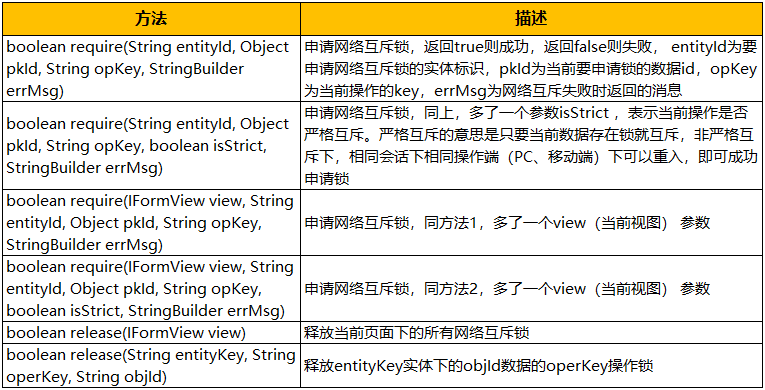 方法
描述
boolean require(String entityId, Object
pkId, String opKey, StringBuilder
errMsg)
申请网络互斥锁，返回true则成功，返回false则失败， entityId为要
申请网络互斥锁的实体标识，pkId为当前要申请锁的数据id，opKey
为当前操作的key，errMsg为网络互斥失败时返回的消息
boolean require(String entityId, Object
pkId, String opKey, boolean isStrict,
StringBuilder errMsg)
申请网络互斥锁，同上，多了一个参数isStrict ，表示当前操作是否
严格互斥。严格互斥的意思是只要当前数据存在锁就互斥，非严格互
斥下，相同会话下相同操作端（PC、移动端）下可以重入，即可成功
申请锁
boolean require(IFormView view, String
entityId, Object pkId, String opKey,
StringBuilder errMsg)
申请网络互斥锁，同方法1，多了一个view（当前视图） 参数
boolean require(IFormView view, String
entityId, Object pkId, String opKey,
boolean isStrict, StringBuilder errMsg)
申请网络互斥锁，同方法2，多了一个view（当前视图） 参数
boolean release(IFormView view)
释放当前页面下的所有网络互斥锁
boolean release(String entityKey, String
operKey, String objId)
释放entityKey实体下的objId数据的operKey操作锁